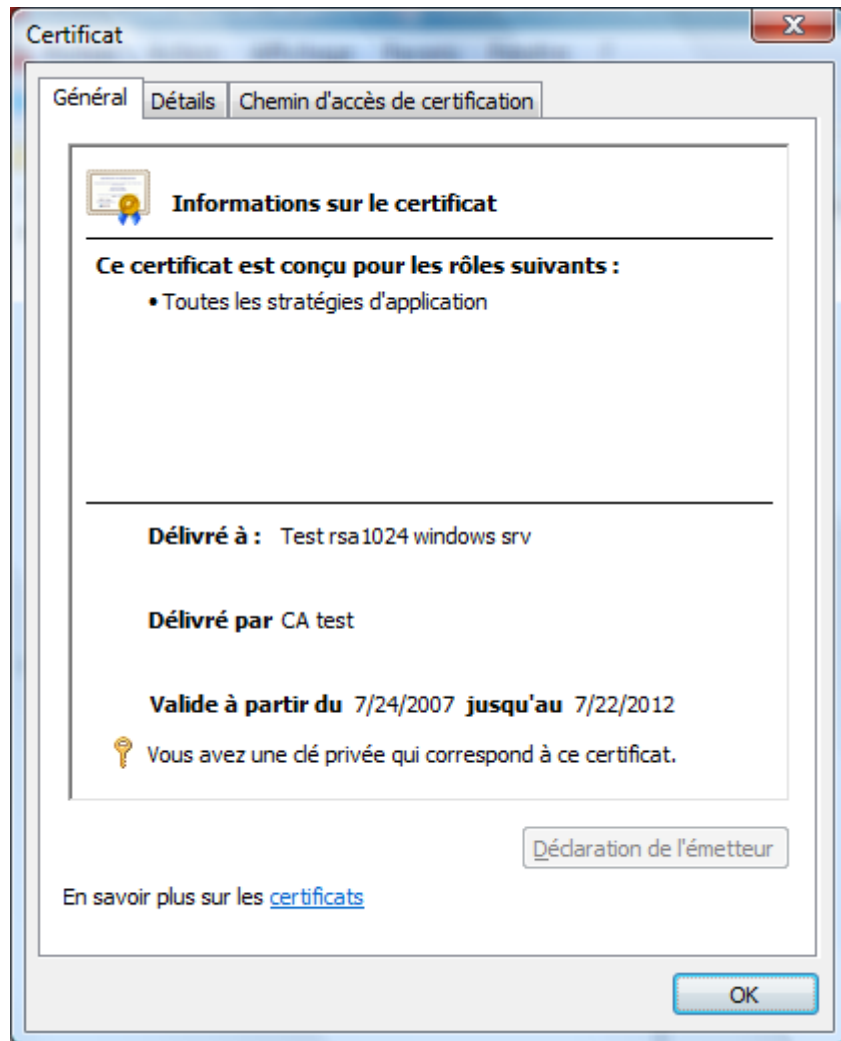 Certificat
Général Détails Chemin d'accès de certification
Informations sur le certificat
Ce certificat est conçu pour les rôles suivants :
• Toutes les stratégies d'application
Délivré à : Test rsa1024 windows srv
Délivré par CA test
Valide à partir du 7/24/2007 jusqu'au 7/22/2012
Vous avez une clé privée qui correspond à ce certificat.
Déclaration de l'émetteur
En savoir plus sur les certificats
OK